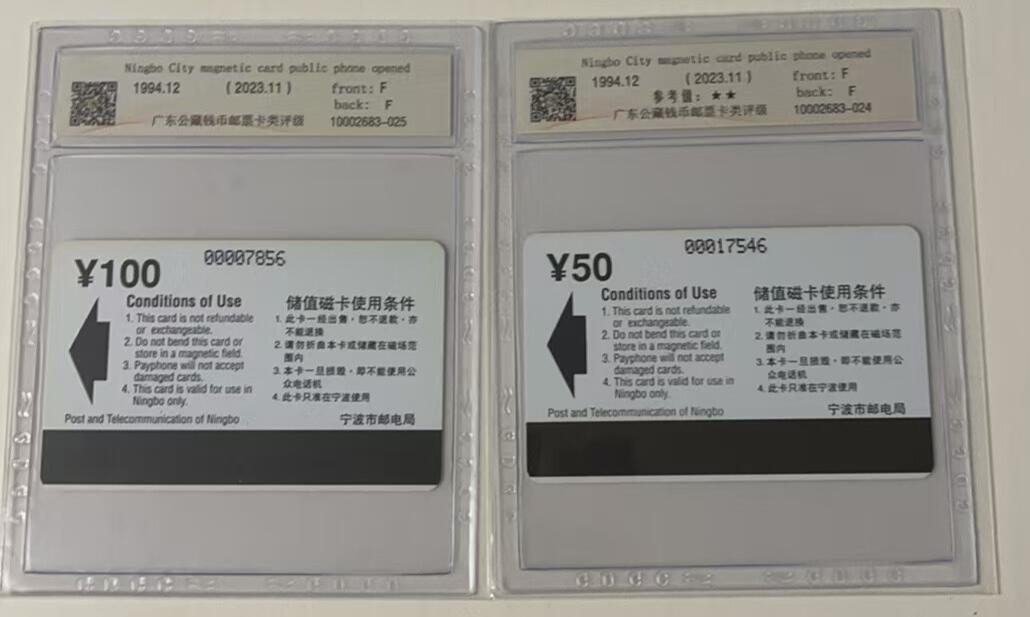 Ningbo City magnetic card public phone opened
1994.12 (2023.11) front: F
back: F
广东公藏钱币邮票卡类评级 10002683-025
¥100
00007856
Conditions of Use
1. This card is not refundable
or exchangeable.
2. Do not bend this card or
store in a magnetic field.
3. Payphone will not accept
damaged cards.
4. This card is valid for use in
Ningbo only.
储值磁卡使用条件
1. 此卡一经出售，恕不退款，亦
不能退换
2. 请勿折曲本卡或储藏在磁场范
围内
3. 本卡一旦损毁，即不能使用公
众电话机
4. 此卡只准在宁波使用
Post and Telecommunication of Ningbo
宁波市邮电局
Ningbo City magnetic card public phone opened
1994.12 (2023.11) front: F
参考值: ★★ back: F
广东公藏钱币邮票卡类评级 10002683-024
¥50
00017546
Conditions of Use
1. This card is not refundable
or exchangeable.
2. Do not bend this card or
store in a magnetic field.
3. Payphone will not accept
damaged cards.
4. This card is valid for use in
Ningbo only.
储值磁卡使用条件
1. 此卡一经出售，恕不退款，亦
不能退换
2. 请勿折曲本卡或储藏在磁场范
围内
3. 本卡一旦损毁，即不能使用公
众电话机
4. 此卡只准在宁波使用
Post and Telecommunication of Ningbo
宁波市邮电局